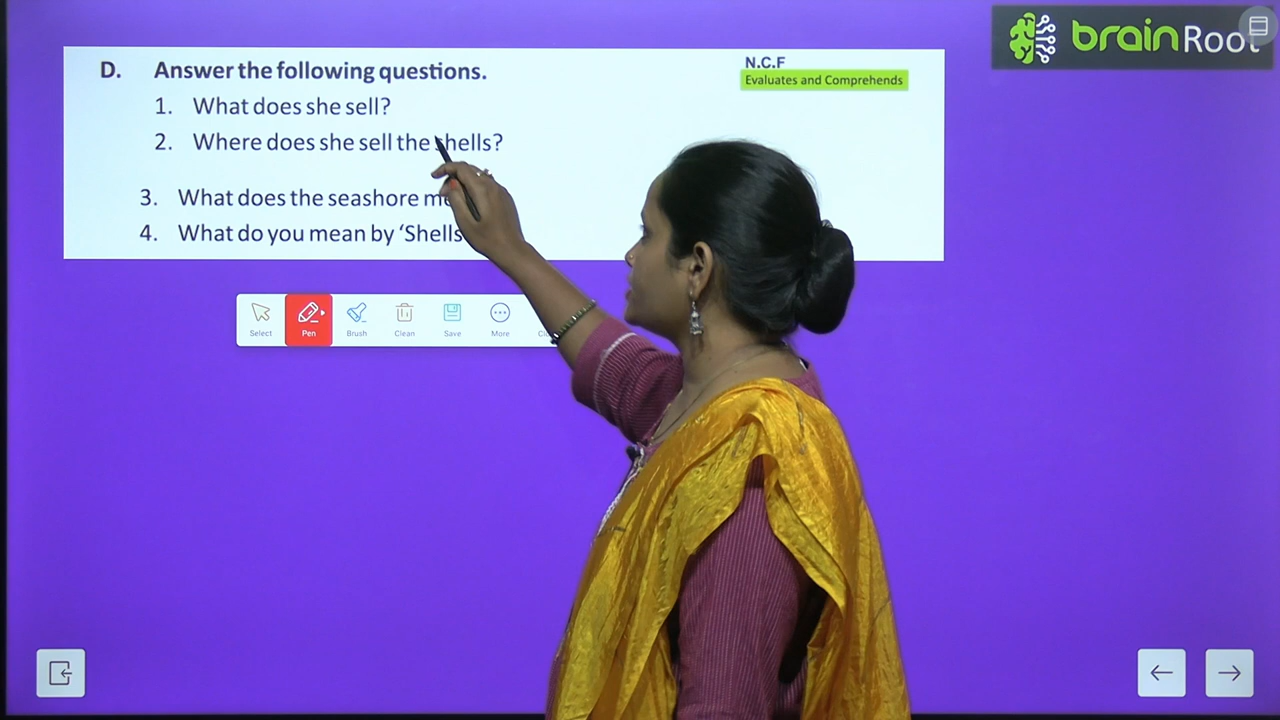 brainRoot
D. Answer the following questions.
N.C.F
Evaluates and Comprehends
1. What does she sell?
2. Where does she sell the shells?
3. What does the seashore
4. What do you mean by ‘Shells
Select Pen Brush Clean Save More